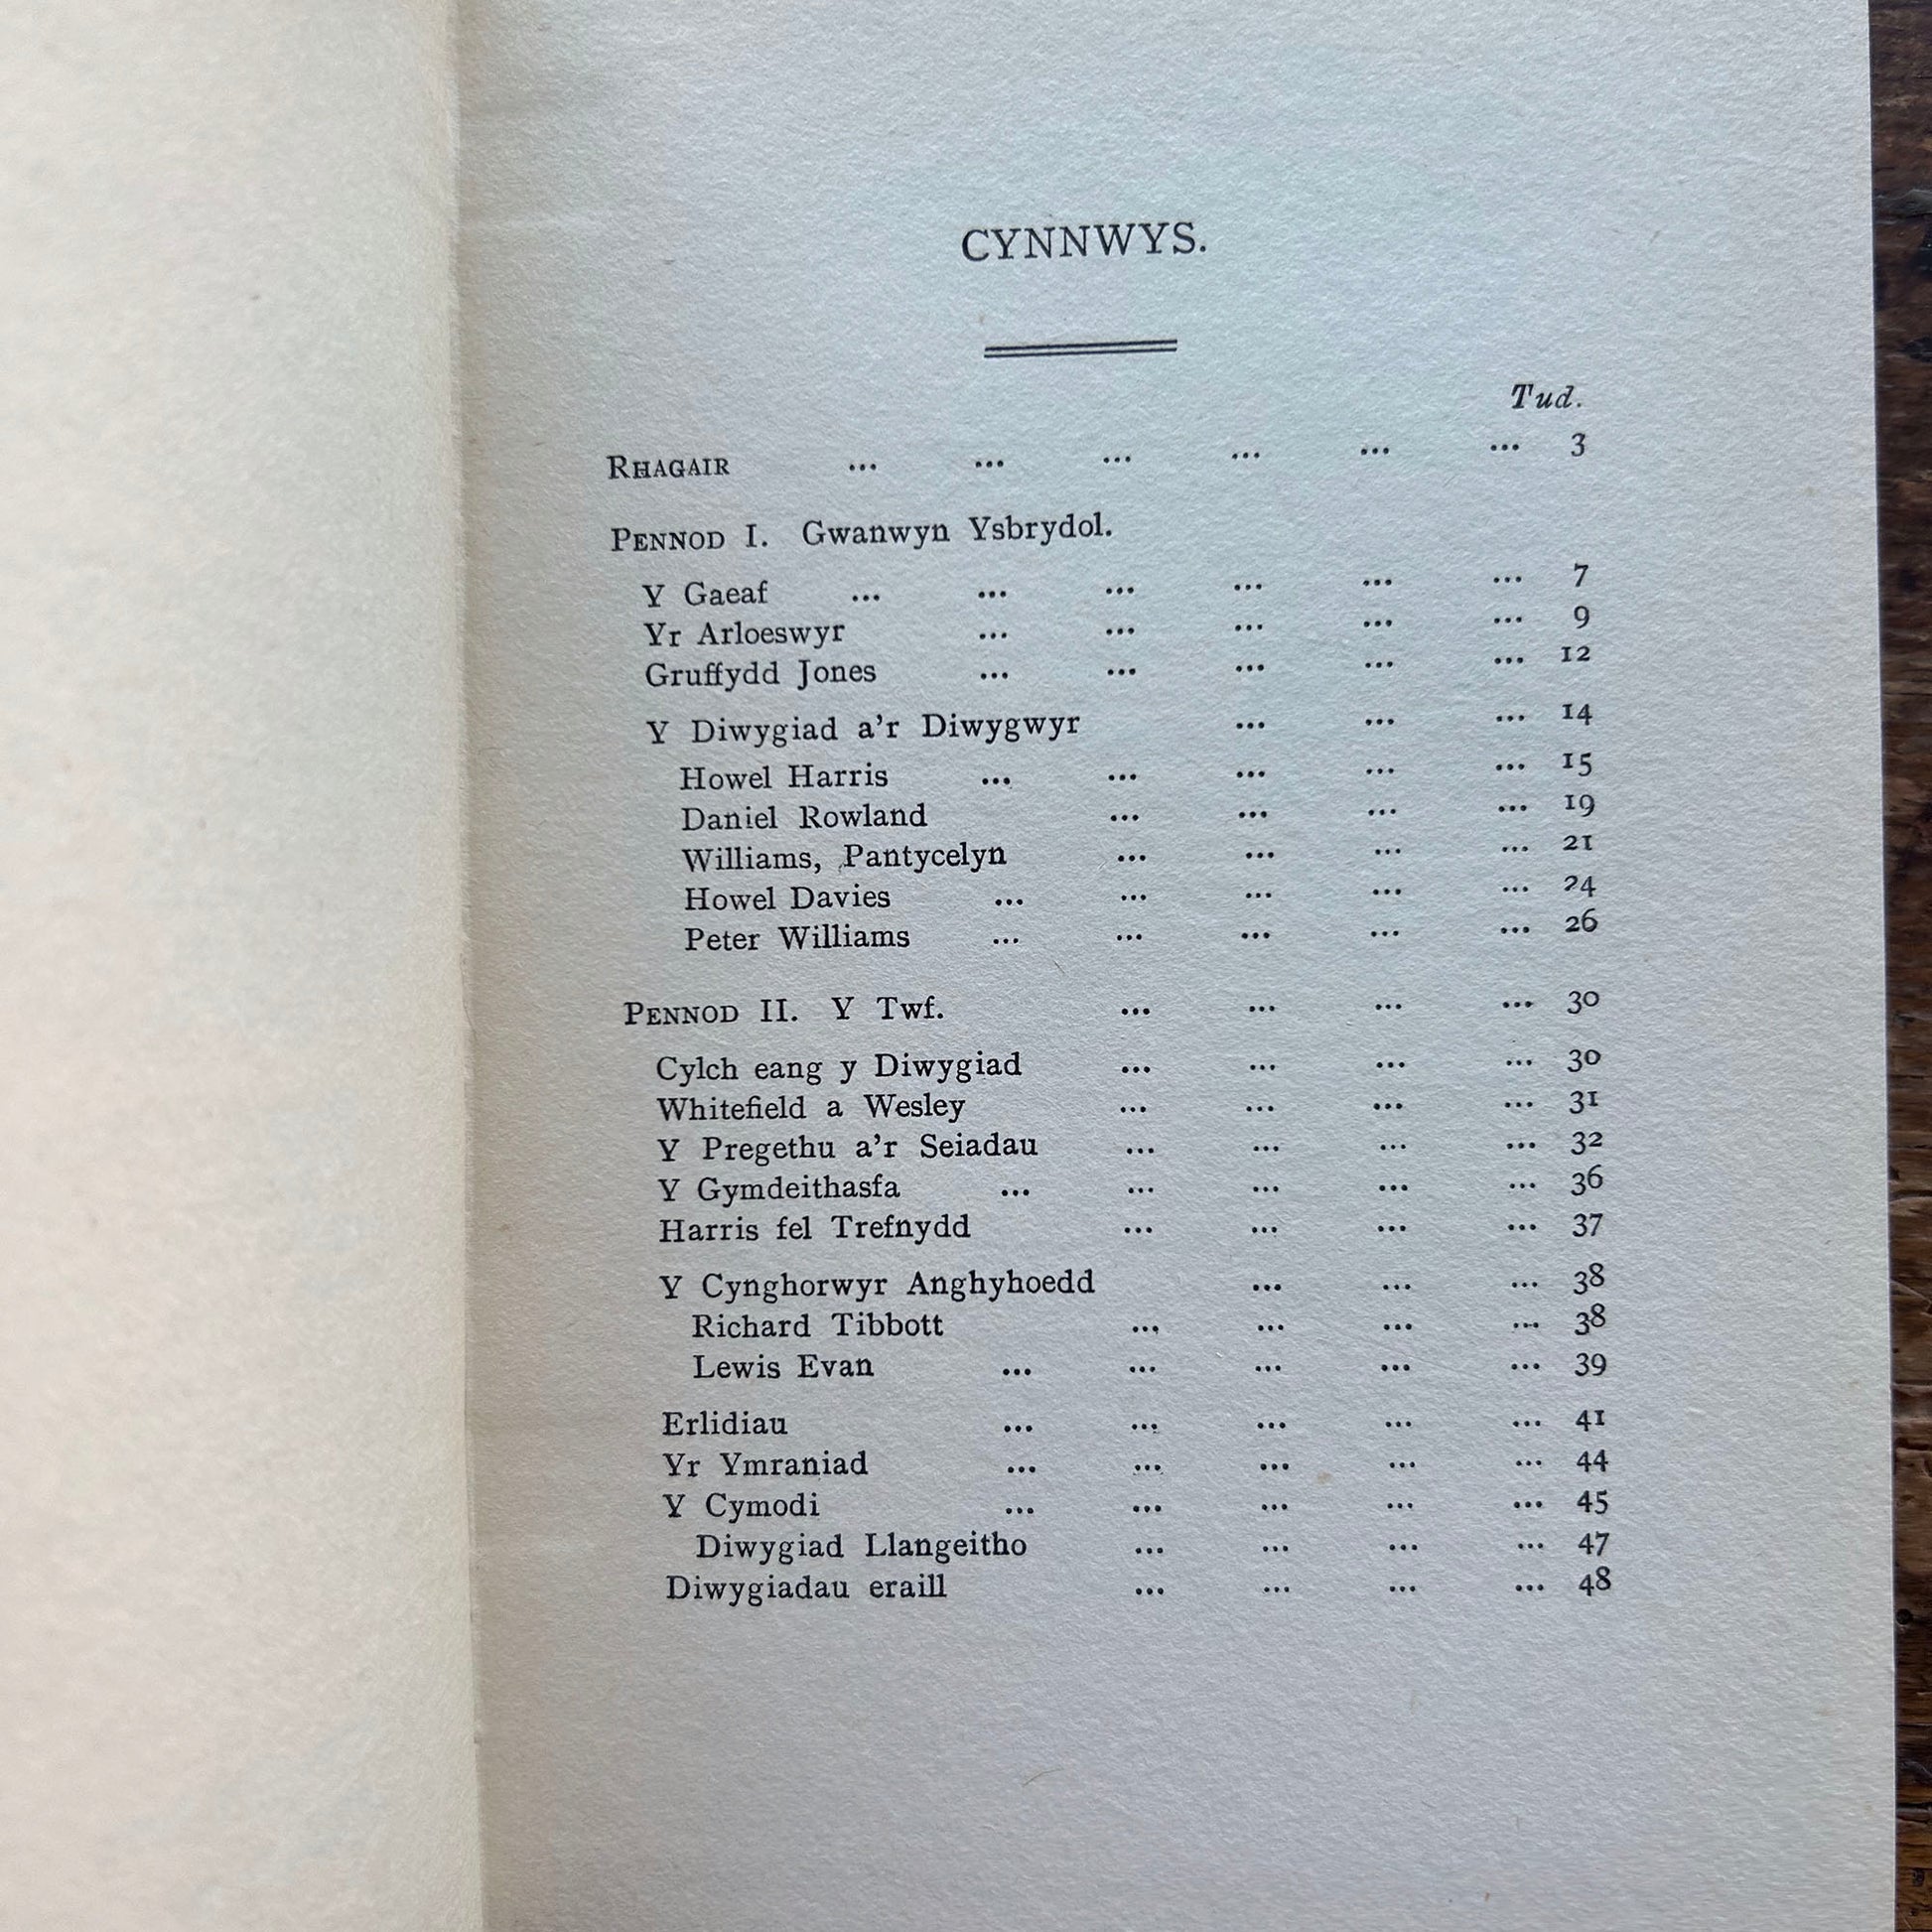 CYNNWYS.
Tud.
RHAGAIR ... ... ... ... ... ... 3
PENNOD I. Gwanwyn Ysbrydol.
Y Gaeaf ... ... ... ... ... ... 7
Yr Arloeswyr ... ... ... ... ... 9
Gruffydd Jones ... ... ... ... ... 12
Y Diwygiad a'r Diwygwyr ... ... ... 14
Howel Harris ... ... ... ... ... 15
Daniel Rowland ... ... ... ... 19
Williams, Pantycelyn ... ... ... ... 21
Howel Davies ... ... ... ... ... 24
Peter Williams ... ... ... ... ... 26
PENNOD II. Y Twf. ... ... ... ... 30
Cylch eang y Diwygiad ... ... ... ... 30
Whitefield a Wesley ... ... ... ... 31
Y Pregethu a'r Seiadau ... ... ... ... 32
Y Gymdeithasfa ... ... ... ... ... 36
Harris fel Trefnydd ... ... ... ... 37
Y Cynghorwyr Anghyhoedd ... ... ... 38
Richard Tibbott ... ... ... ... 38
Lewis Evan ... ... ... ... ... 39
Erlidiau ... ... ... ... ... 41
Yr Ymraniad ... ... ... ... ... 44
Y Cymodi ... ... ... ... ... 45
Diwygiad Llangeitho ... ... ... ... 47
Diwygiadau eraill ... ... ... ... 48